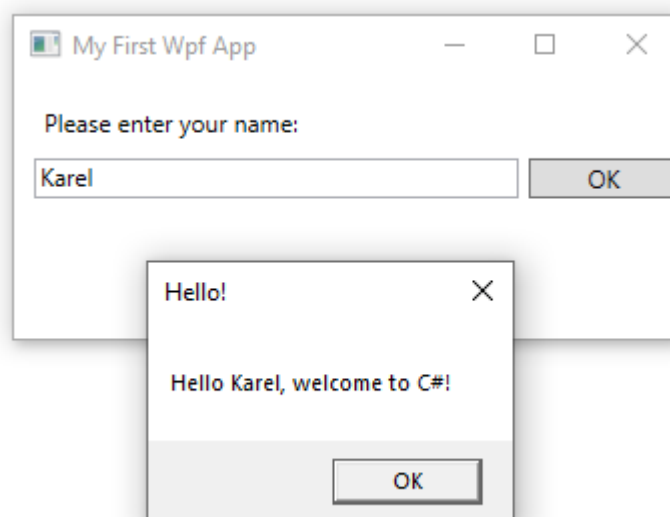 My First Wpf App
Please enter your name:
Karel
OK
Hello!
Hello Karel, welcome to C#!
OK